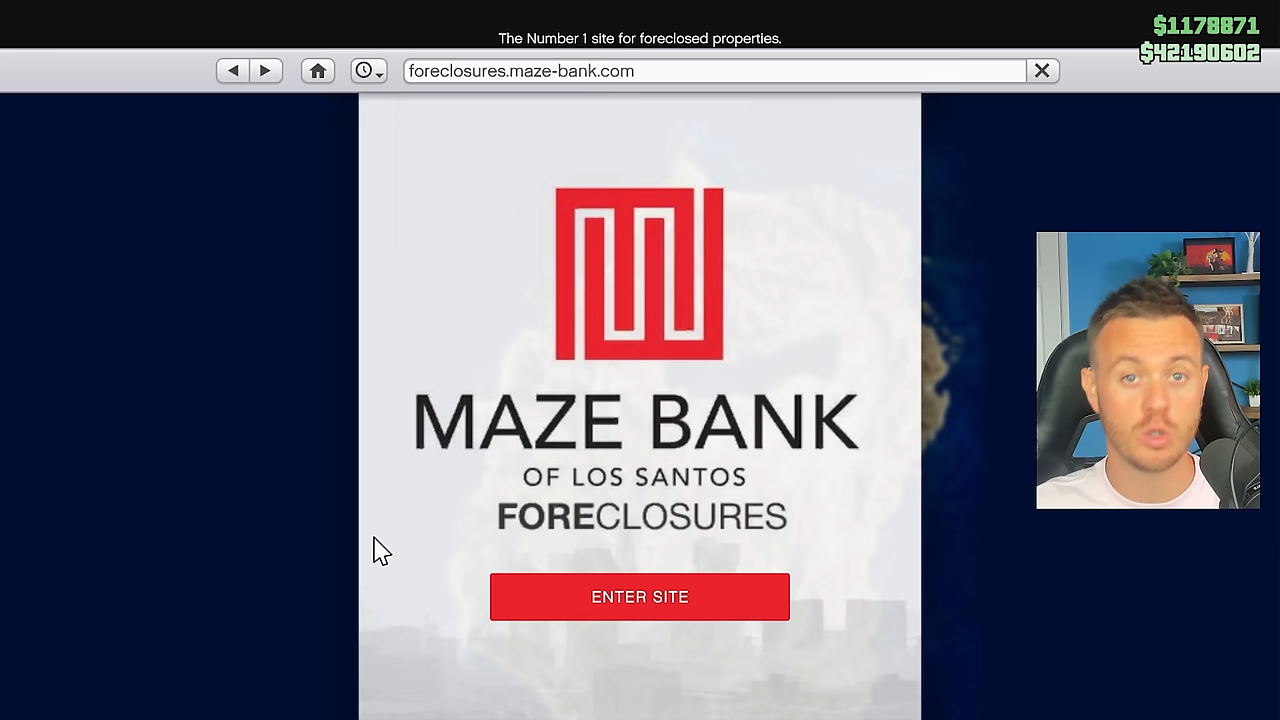 The Number 1 site for foreclosed properties.
$1178871
$42190602
foreclosures.maze-bank.com
MAZE BANK
OF LOS SANTOS
FORECLOSURES
ENTER SITE